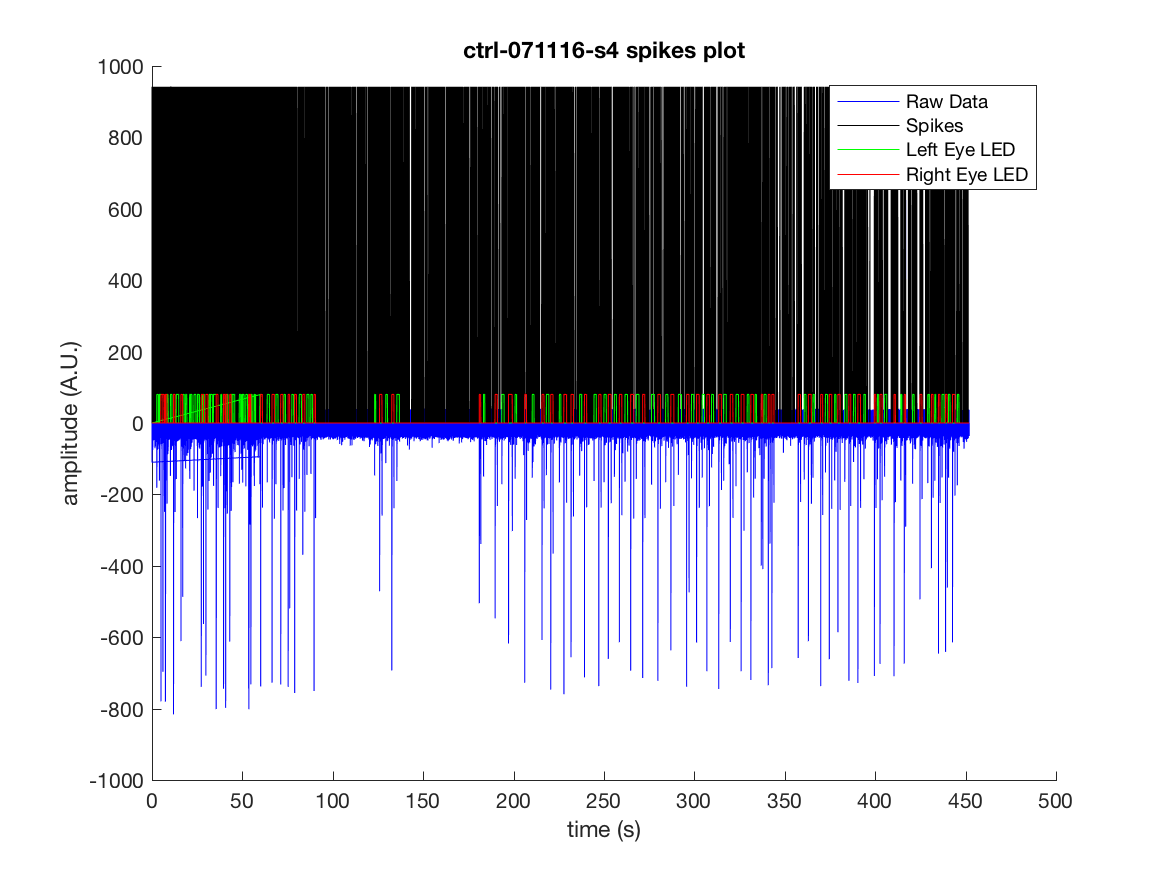 ctrl-071116-s4 spikes plot
1000
800
600
400
200
0
-200
-400
-600
-800
-1000
amplitude (A.U.)
Raw Data
Spikes
Left Eye LED
Right Eye LED
0 50 100 150 200 250 300 350 400 450 500
time (s)